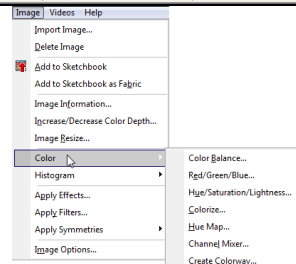 Image Videos Help
Import Image...
Delete Image
Add to Sketchbook
Add to Sketchbook as Fabric
Image Information...
Increase/Decrease Color Depth...
Image Resize...
Color
Histogram
Apply Effects...
Apply Filters...
Apply Symmetries
Image Options...
Color Balance...
Red/Green/Blue...
Hue/Saturation/Lightness...
Colorize...
Hue Map...
Channel Mixer...
Create Colorway...